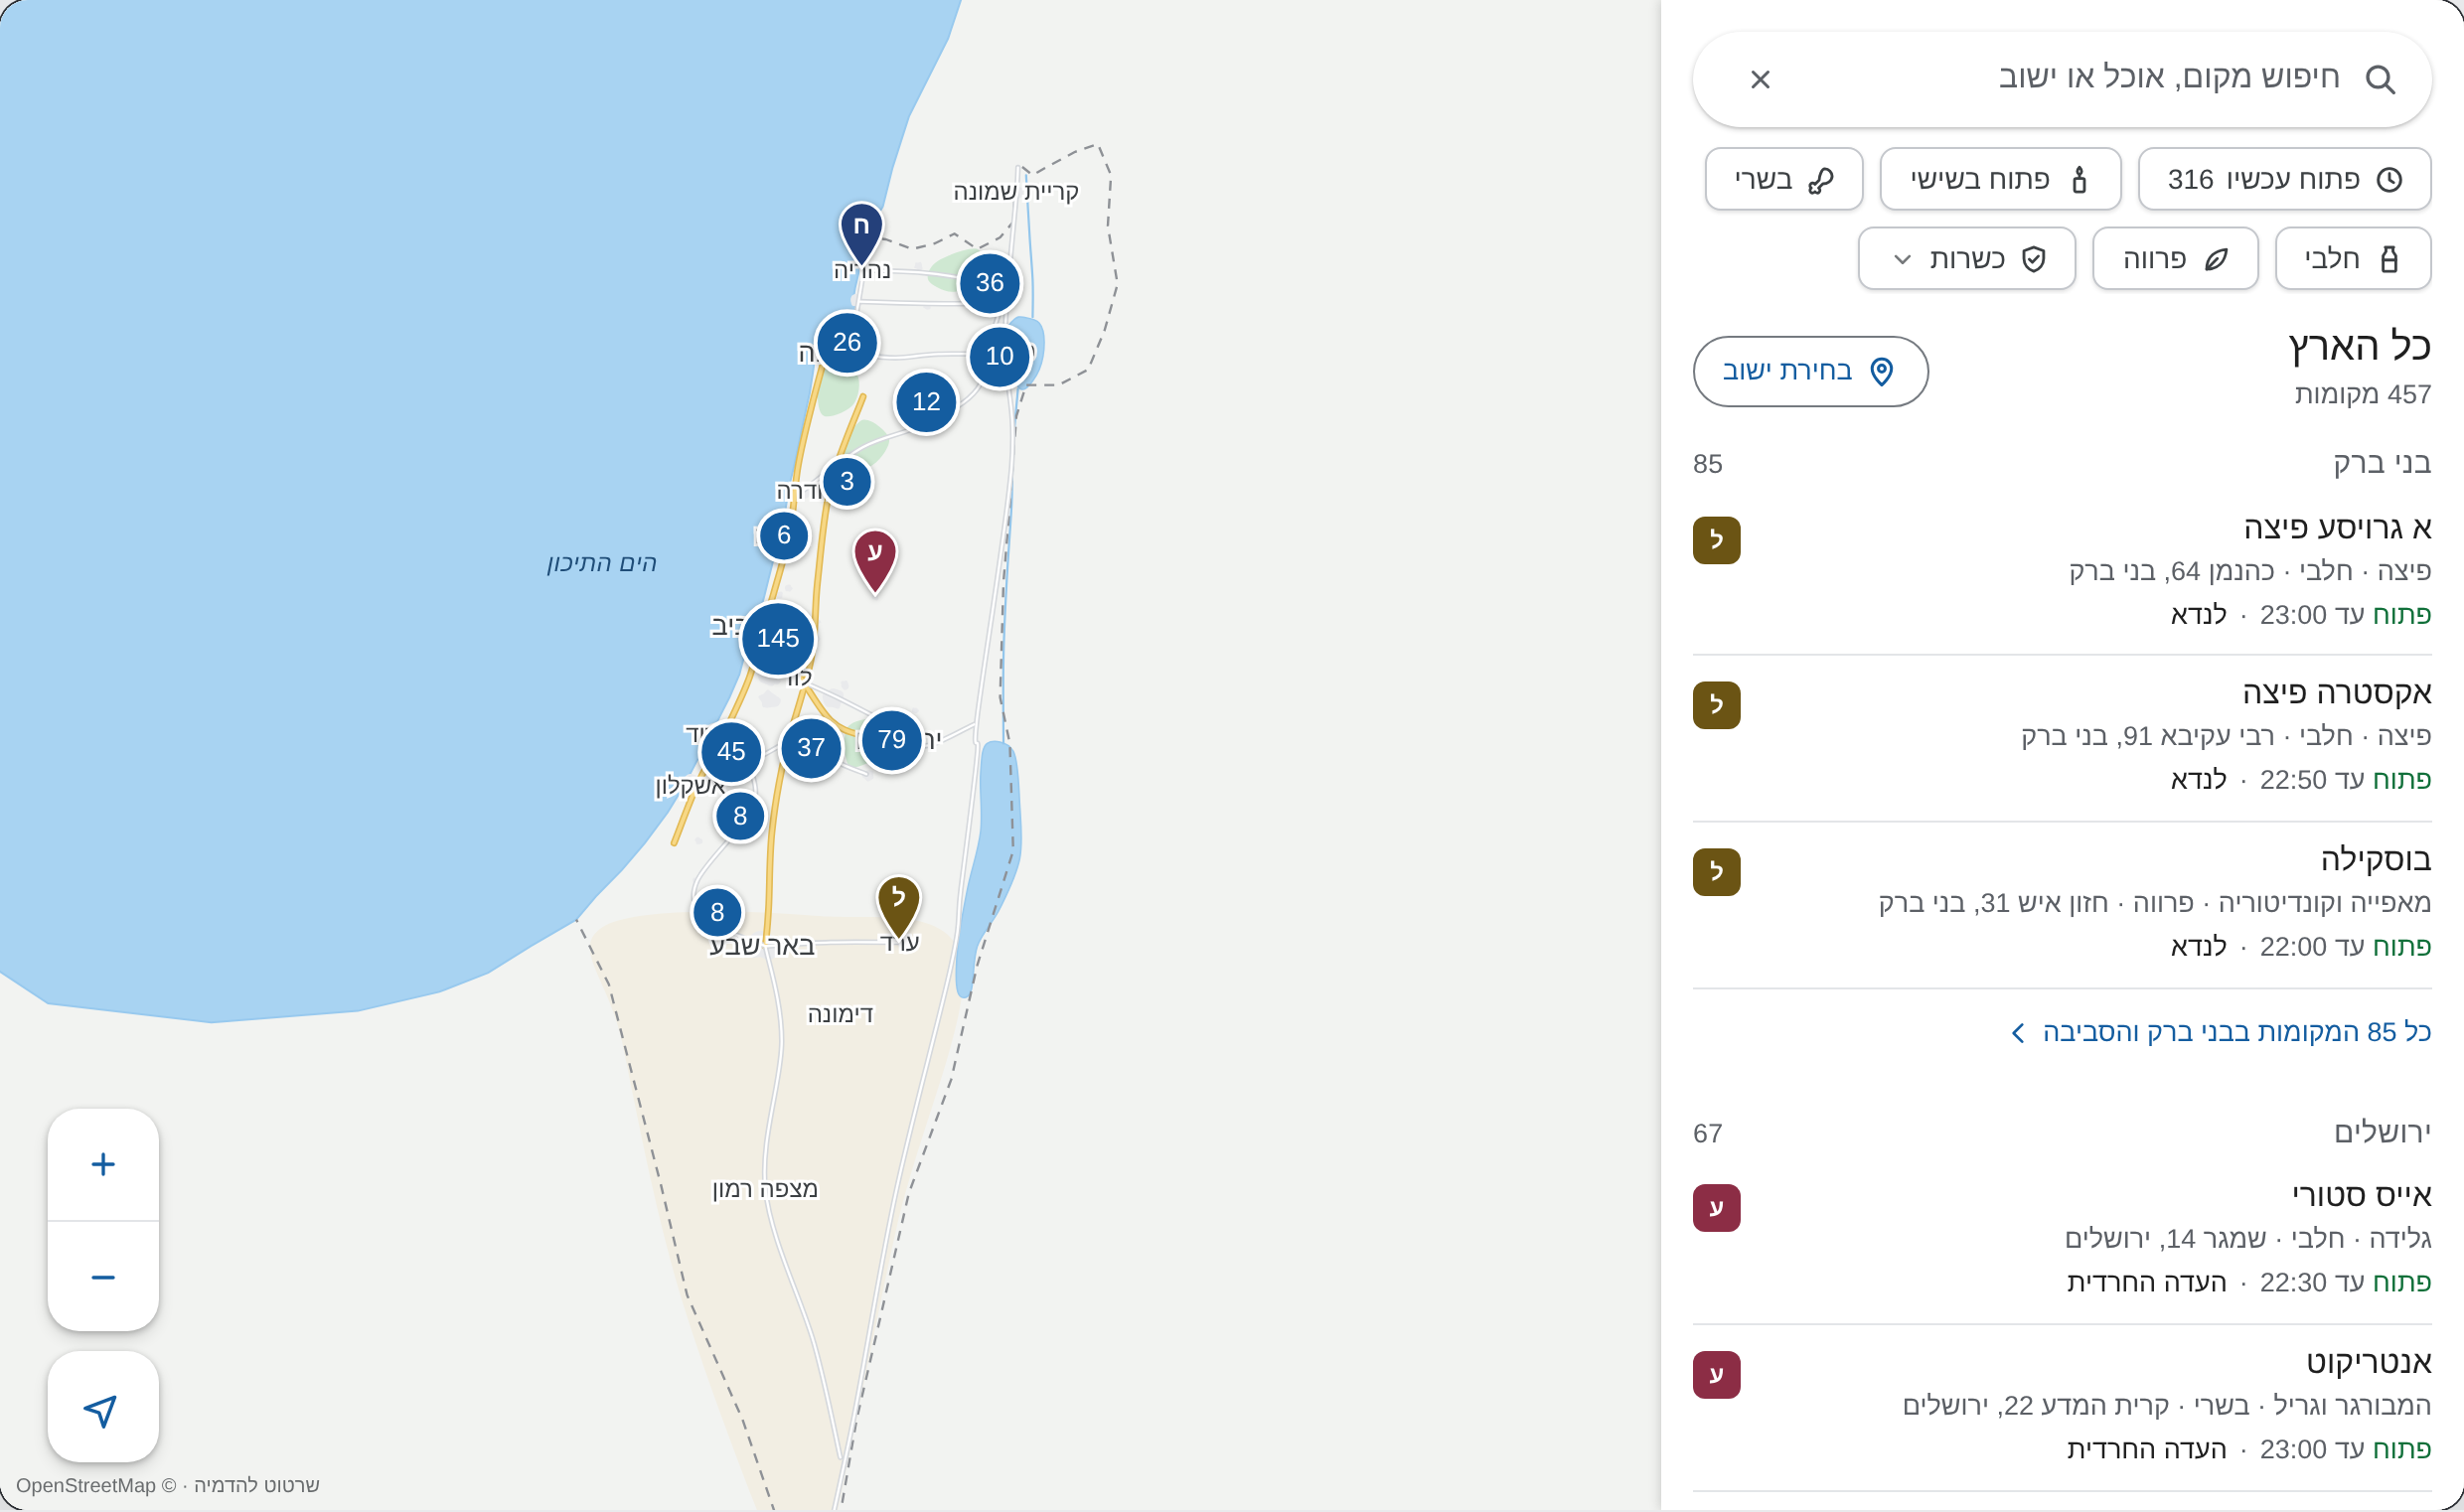 חיפוש מקום, אוכל או ישוב
פתוח עכשיו 316
פתוח בשישי
בשרי
חלבי
פרווה
כשרות
כל הארץ
457 מקומות
בחירת ישוב
בני ברק
85
א גרויסע פיצה
ל
פיצה · חלבי · כהנמן 64, בני ברק
פתוח עד 23:00 · לנדא
אקסטרה פיצה
ל
פיצה · חלבי · רבי עקיבא 91, בני ברק
פתוח עד 22:50 · לנדא
בוסקילה
ל
מאפייה וקונדיטוריה · פרווה · חזון איש 31, בני ברק
פתוח עד 22:00 · לנדא
כל 85 המקומות בבני ברק והסביבה
ירושלים
67
אייס סטורי
ע
גלידה · חלבי · שמגר 14, ירושלים
פתוח עד 22:30 · העדה החרדית
אנטריקוט
ע
המבורגר וגריל · בשרי · קרית המדע 22, ירושלים
פתוח עד 23:00 · העדה החרדית
קריית שמונה
ח
נהריה
36
26
10
12
3
6
ע
הים התיכון
145
79
37
45
אשקלון
8
ל
8
ערד
באר שבע
דימונה
מצפה רמון
+
−
שרטוט להדמיה · © OpenStreetMap